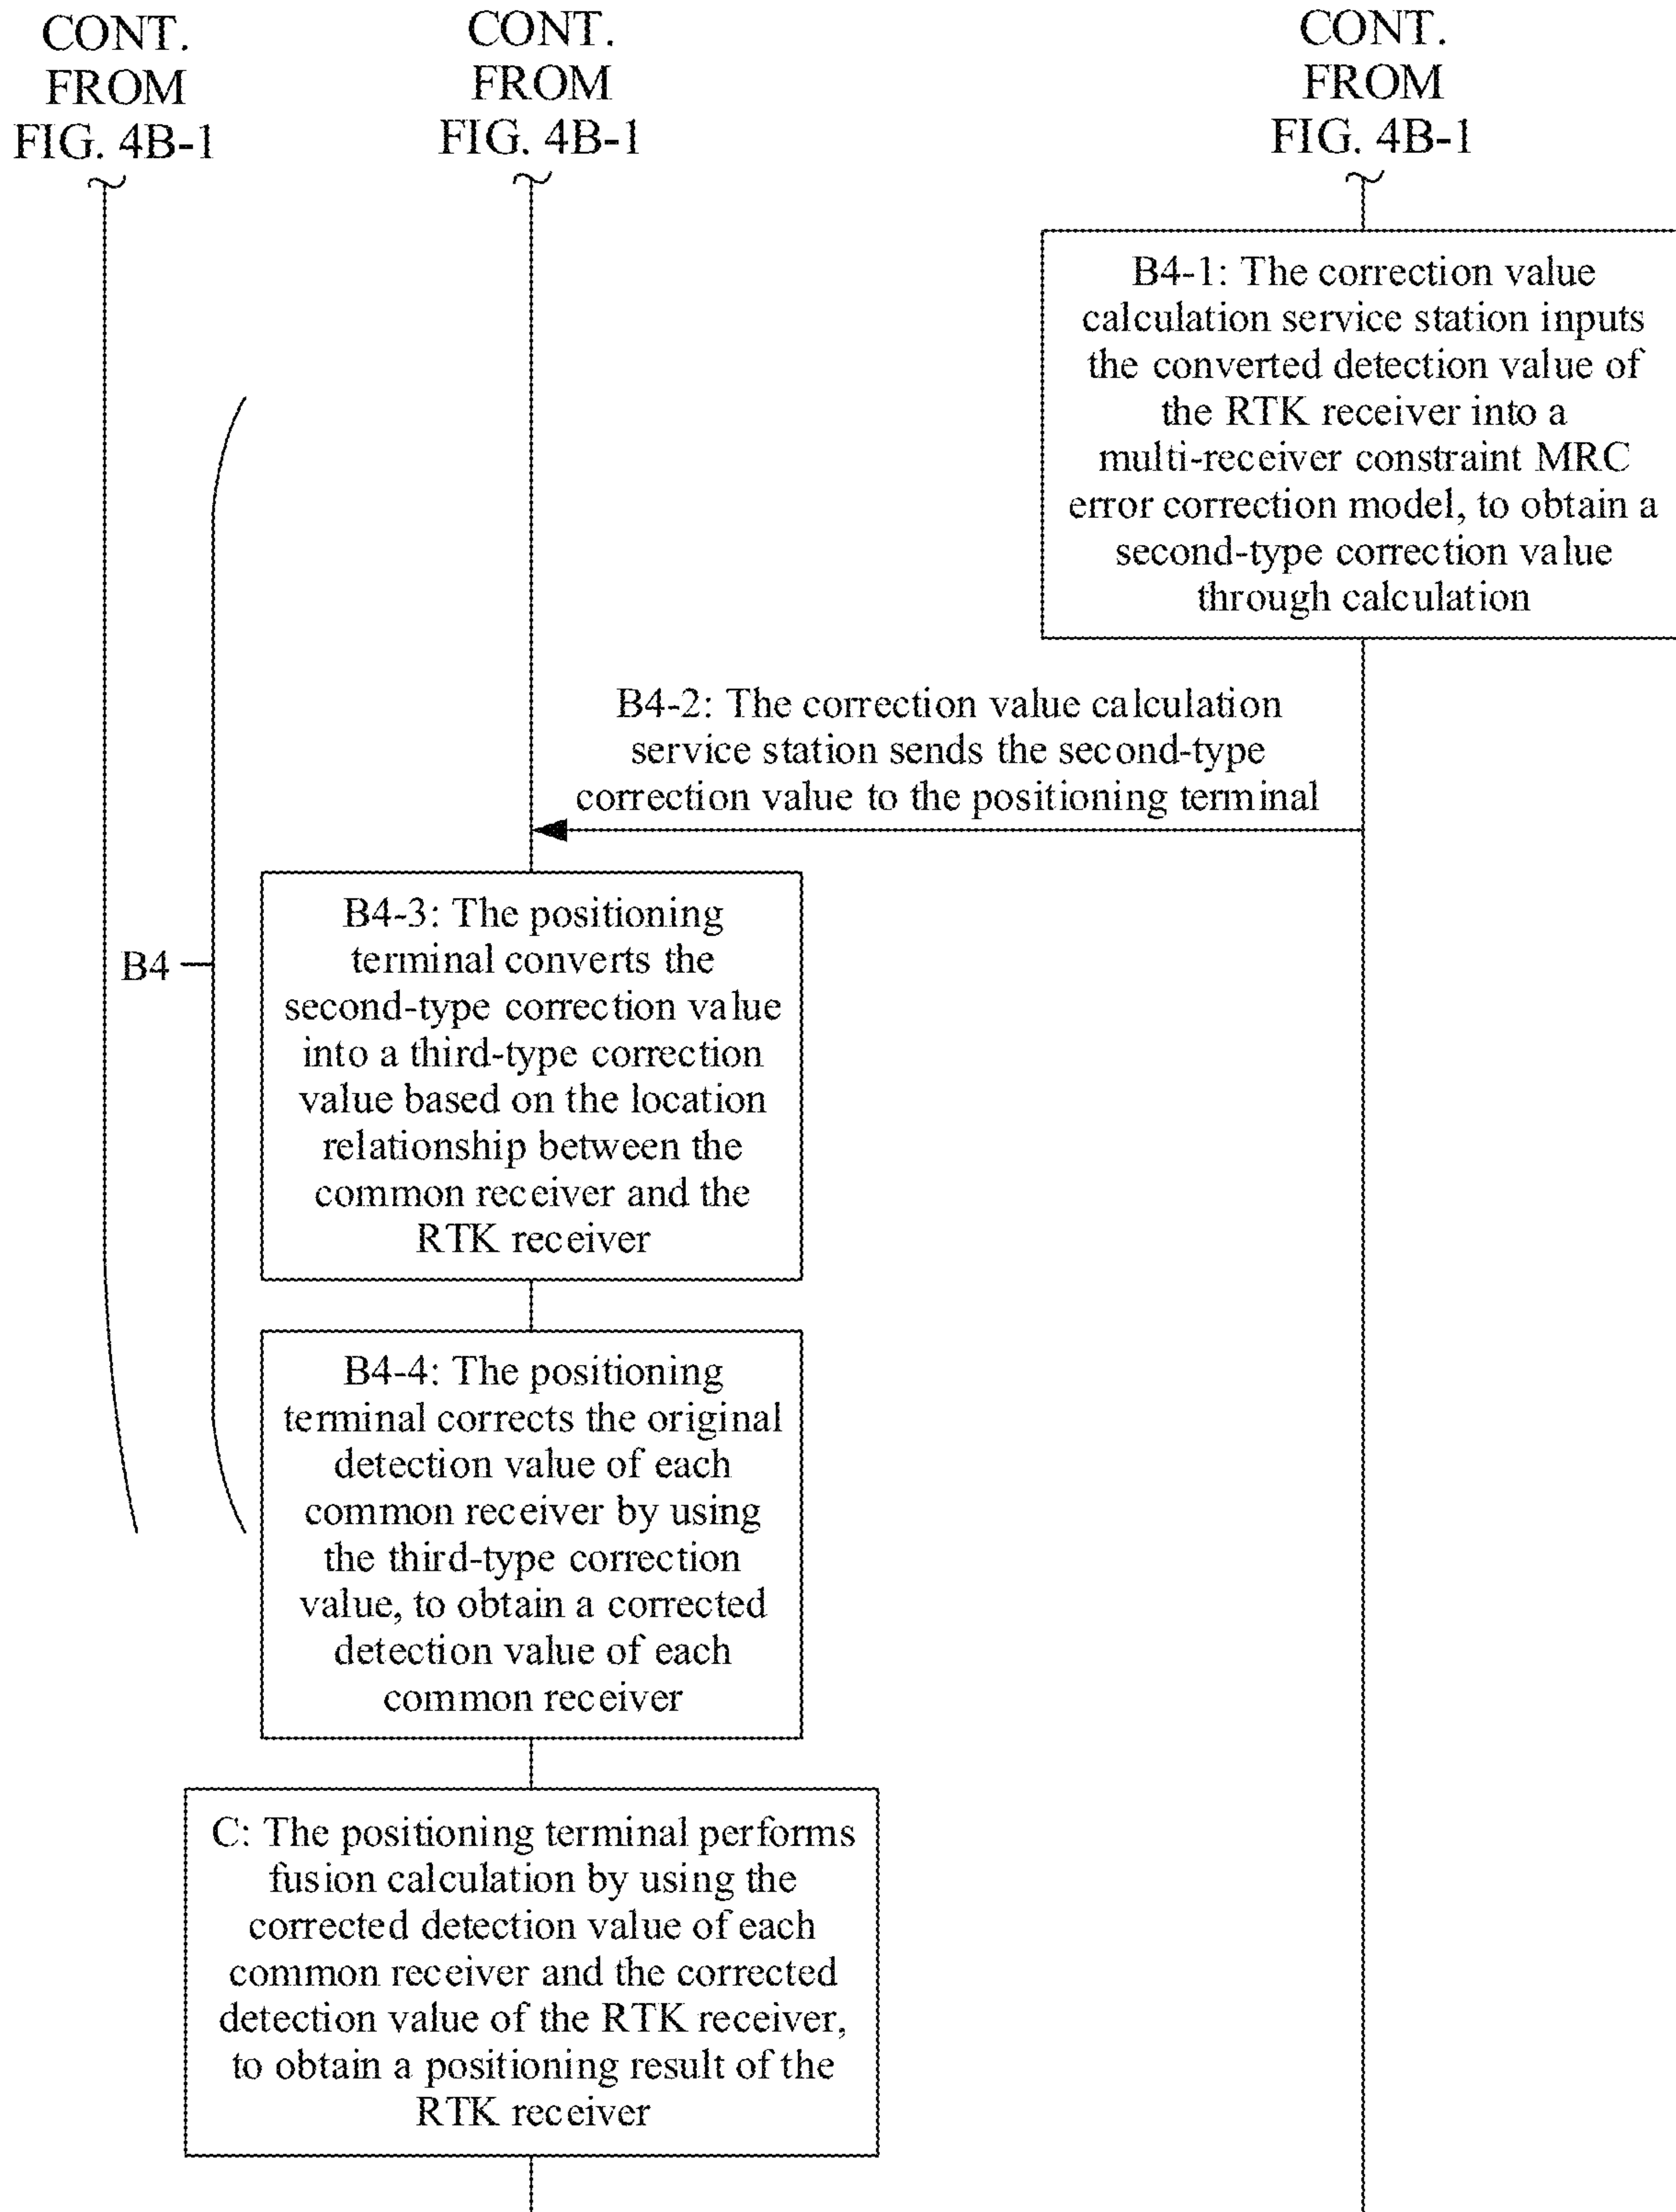 CONT.
FROM
FIG. 4B-1
CONT.
FROM
FIG. 4B-1
CONT.
FROM
FIG. 4B-1
B4-1: The correction value
calculation service station inputs
the converted detection value of
the RTK receiver into a
multi-receiver constraint MRC
error correction model, to obtain a
second-type correction value
through calculation
B4-2: The correction value calculation
service station sends the second-type
correction value to the positioning terminal
B4
B4-3: The positioning
terminal converts the
second-type correction value
into a third-type correction
value based on the location
relationship between the
common receiver and the
RTK receiver
B4-4: The positioning
terminal corrects the original
detection value of each
common receiver by using
the third-type correction
value, to obtain a corrected
detection value of each
common receiver
C: The positioning terminal performs
fusion calculation by using the
corrected detection value of each
common receiver and the corrected
detection value of the RTK receiver,
to obtain a positioning result of the
RTK receiver